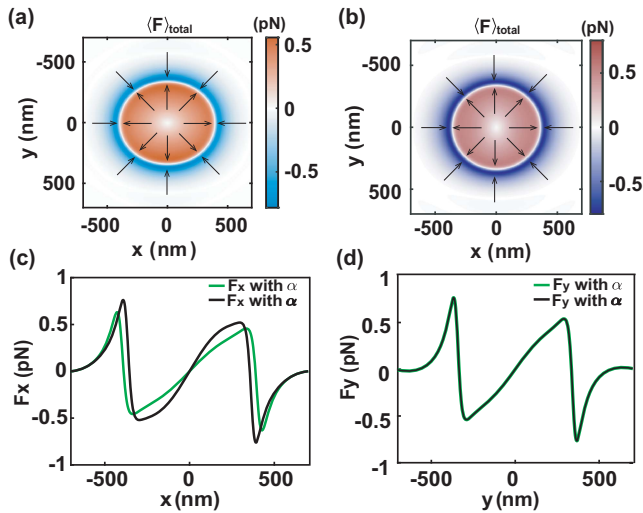 (a)
⟨F⟩total
(pN)
-500
0
500
y (nm)
-500
0
500
x (nm)
0.5
0
-0.5
(b)
⟨F⟩total
(pN)
-500
0
500
y (nm)
-500
0
500
x (nm)
0.5
0
-0.5
(c)
Fx with α
Fx with α
1
0.5
0
-0.5
-1
Fx (pN)
-500
0
500
x(nm)
(d)
Fy with α
Fy with α
1
0.5
0
-0.5
-1
Fy (pN)
-500
0
500
y(nm)